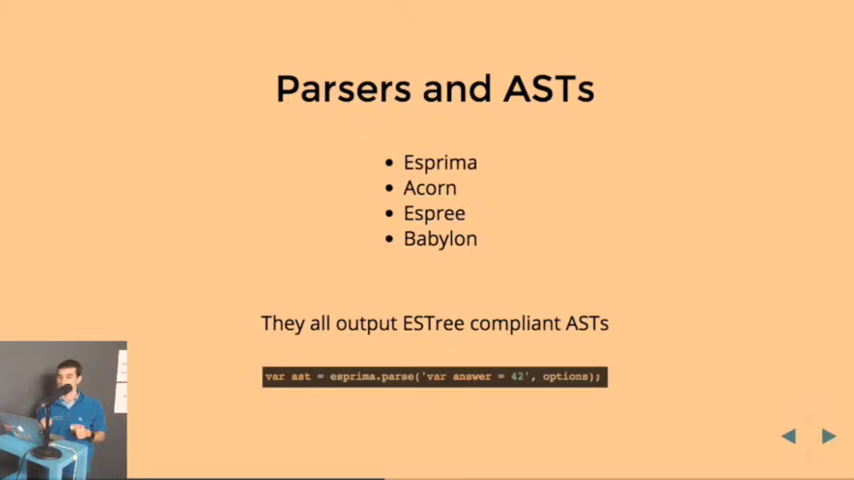 Parsers and ASTs
Esprima
Acorn
Espree
Babylon
They all output ESTree compliant ASTs
var ast = esprima.parse('var answer = 42', options);